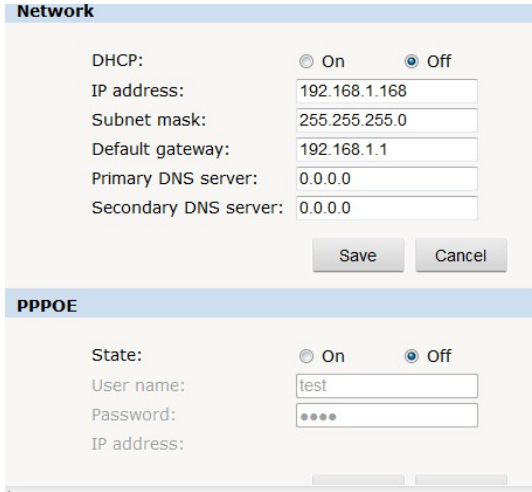 Network
DHCP: On Off
IP address: 192.168.1.168
Subnet mask: 255.255.255.0
Default gateway: 192.168.1.1
Primary DNS server: 0.0.0.0
Secondary DNS server: 0.0.0.0
Save Cancel
PPPOE
State: On Off
User name: test
Password: ●●●●
IP address: